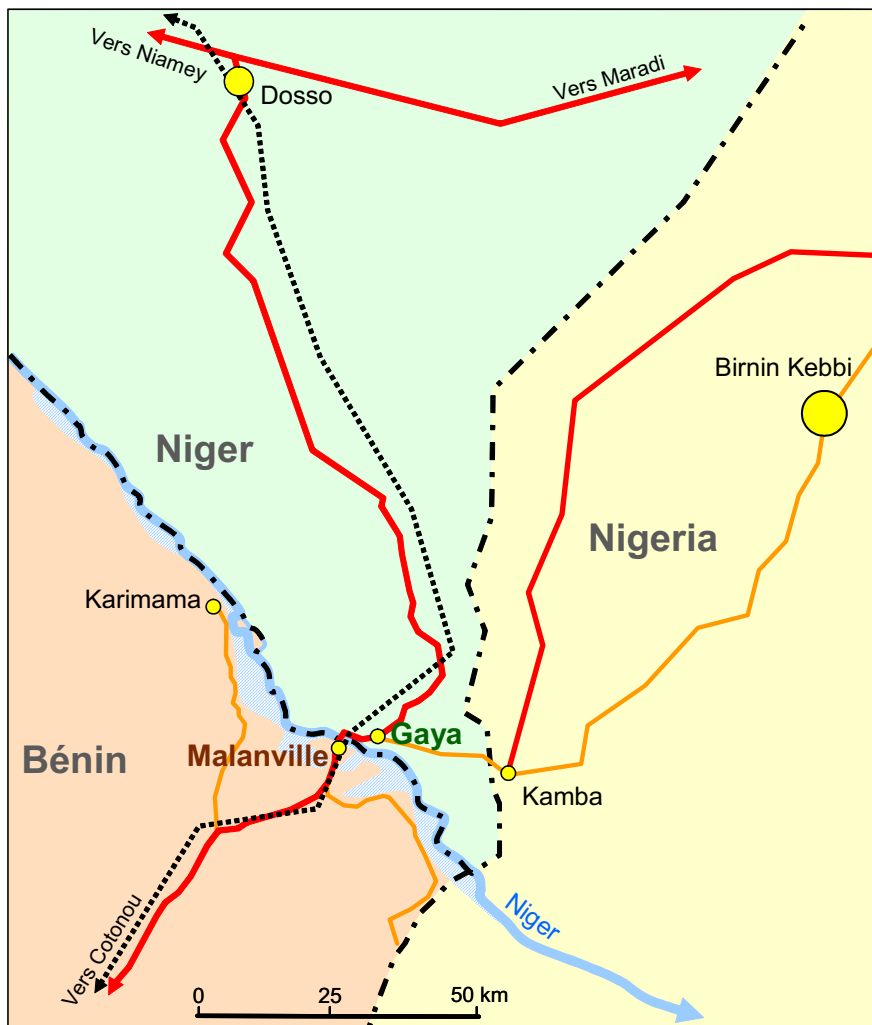 Vers Niamey
Dosso
Vers Maradi
Birnin Kebbi
Niger
Nigeria
Karimama
Gaya
Bénin
Malanville
Kamba
Niger
Vers Cotonou
0 25 50 km